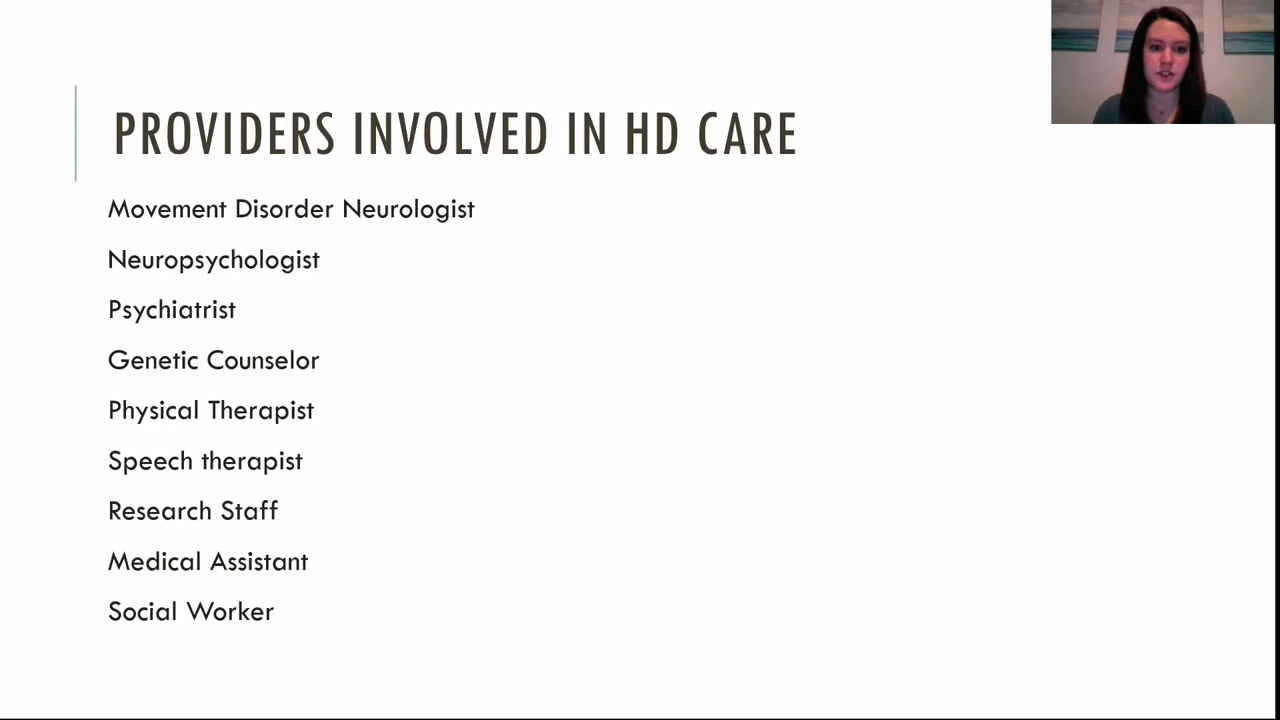 PROVIDERS INVOLVED IN HD CARE
Movement Disorder Neurologist
Neuropsychologist
Psychiatrist
Genetic Counselor
Physical Therapist
Speech therapist
Research Staff
Medical Assistant
Social Worker